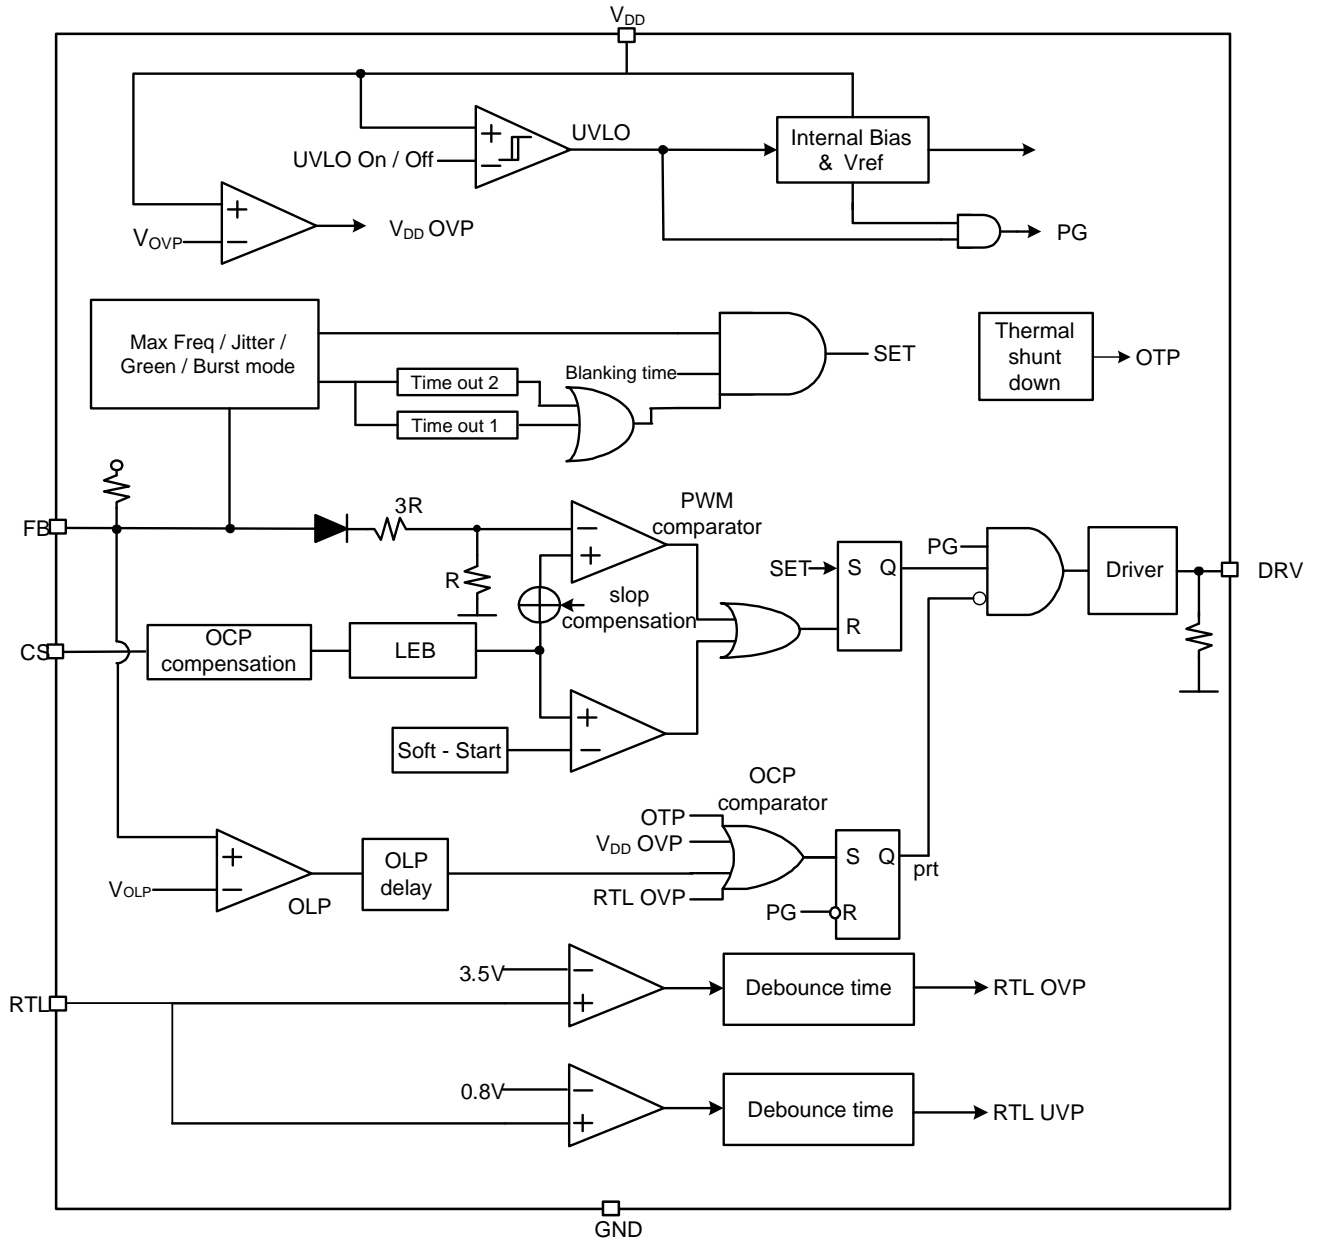 VDD
UVLO
UVLO On / Off
Internal Bias
& Vref
VOVP
VDD OVP
PG
Max Freq / Jitter /
Green / Burst mode
Time out 2
Time out 1
Blanking time
SET
Thermal
shunt
down
OTP
FB
3R
R
PWM
comparator
slop
compensation
SET
S
Q
R
PG
Driver
DRV
CS
OCP
compensation
LEB
Soft - Start
OCP
comparator
OTP
VDD OVP
RTL OVP
VOLP
OLP
OLP
delay
S
Q
PG
R
prt
RTL
3.5V
Debounce time
RTL OVP
0.8V
Debounce time
RTL UVP
GND